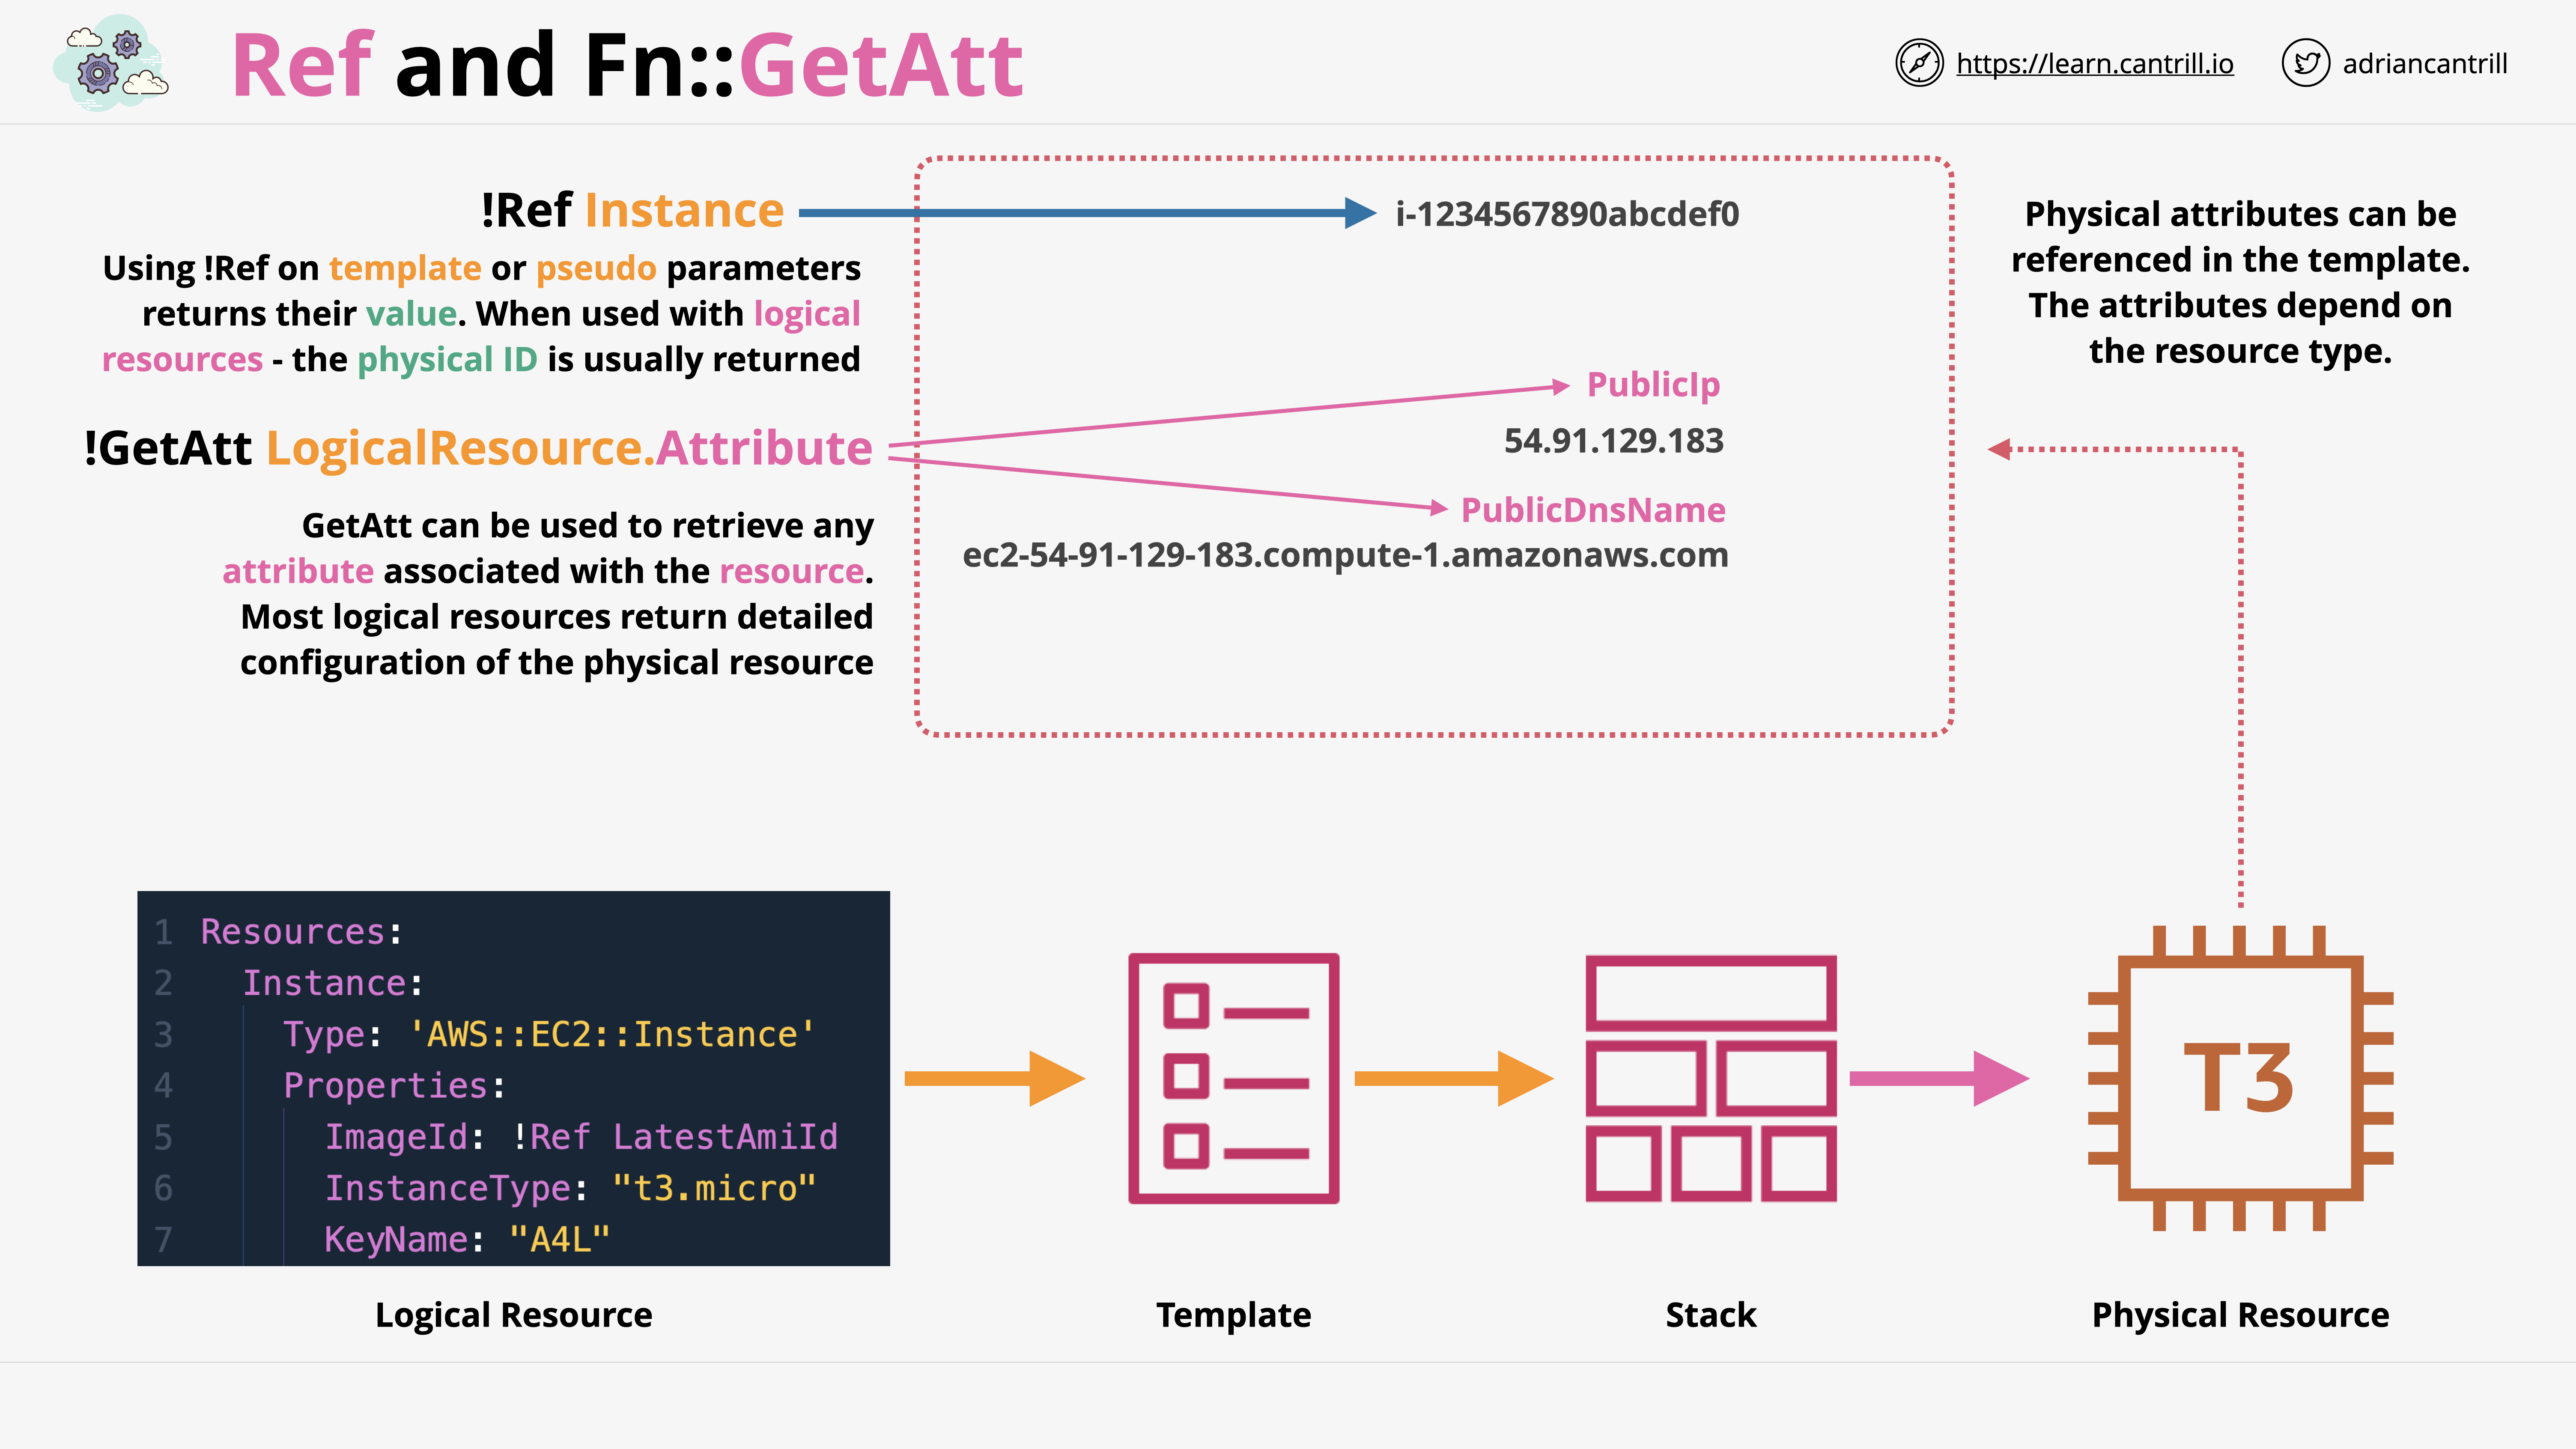 Ref and Fn::GetAtt
https://learn.cantrill.io
adriancantrill
!Ref Instance
Using !Ref on template or pseudo parameters
returns their value. When used with logical
resources - the physical ID is usually returned
i-1234567890abcdef0
Physical attributes can be
referenced in the template.
The attributes depend on
the resource type.
!GetAtt LogicalResource.Attribute
GetAtt can be used to retrieve any
attribute associated with the resource.
Most logical resources return detailed
configuration of the physical resource
PublicIp
54.91.129.183
PublicDnsName
ec2-54-91-129-183.compute-1.amazonaws.com
1 Resources:
2 Instance:
3 Type: 'AWS::EC2::Instance'
4 Properties:
5 ImageId: !Ref LatestAmiId
6 InstanceType: "t3.micro"
7 KeyName: "A4L"
T3
Logical Resource
Template
Stack
Physical Resource